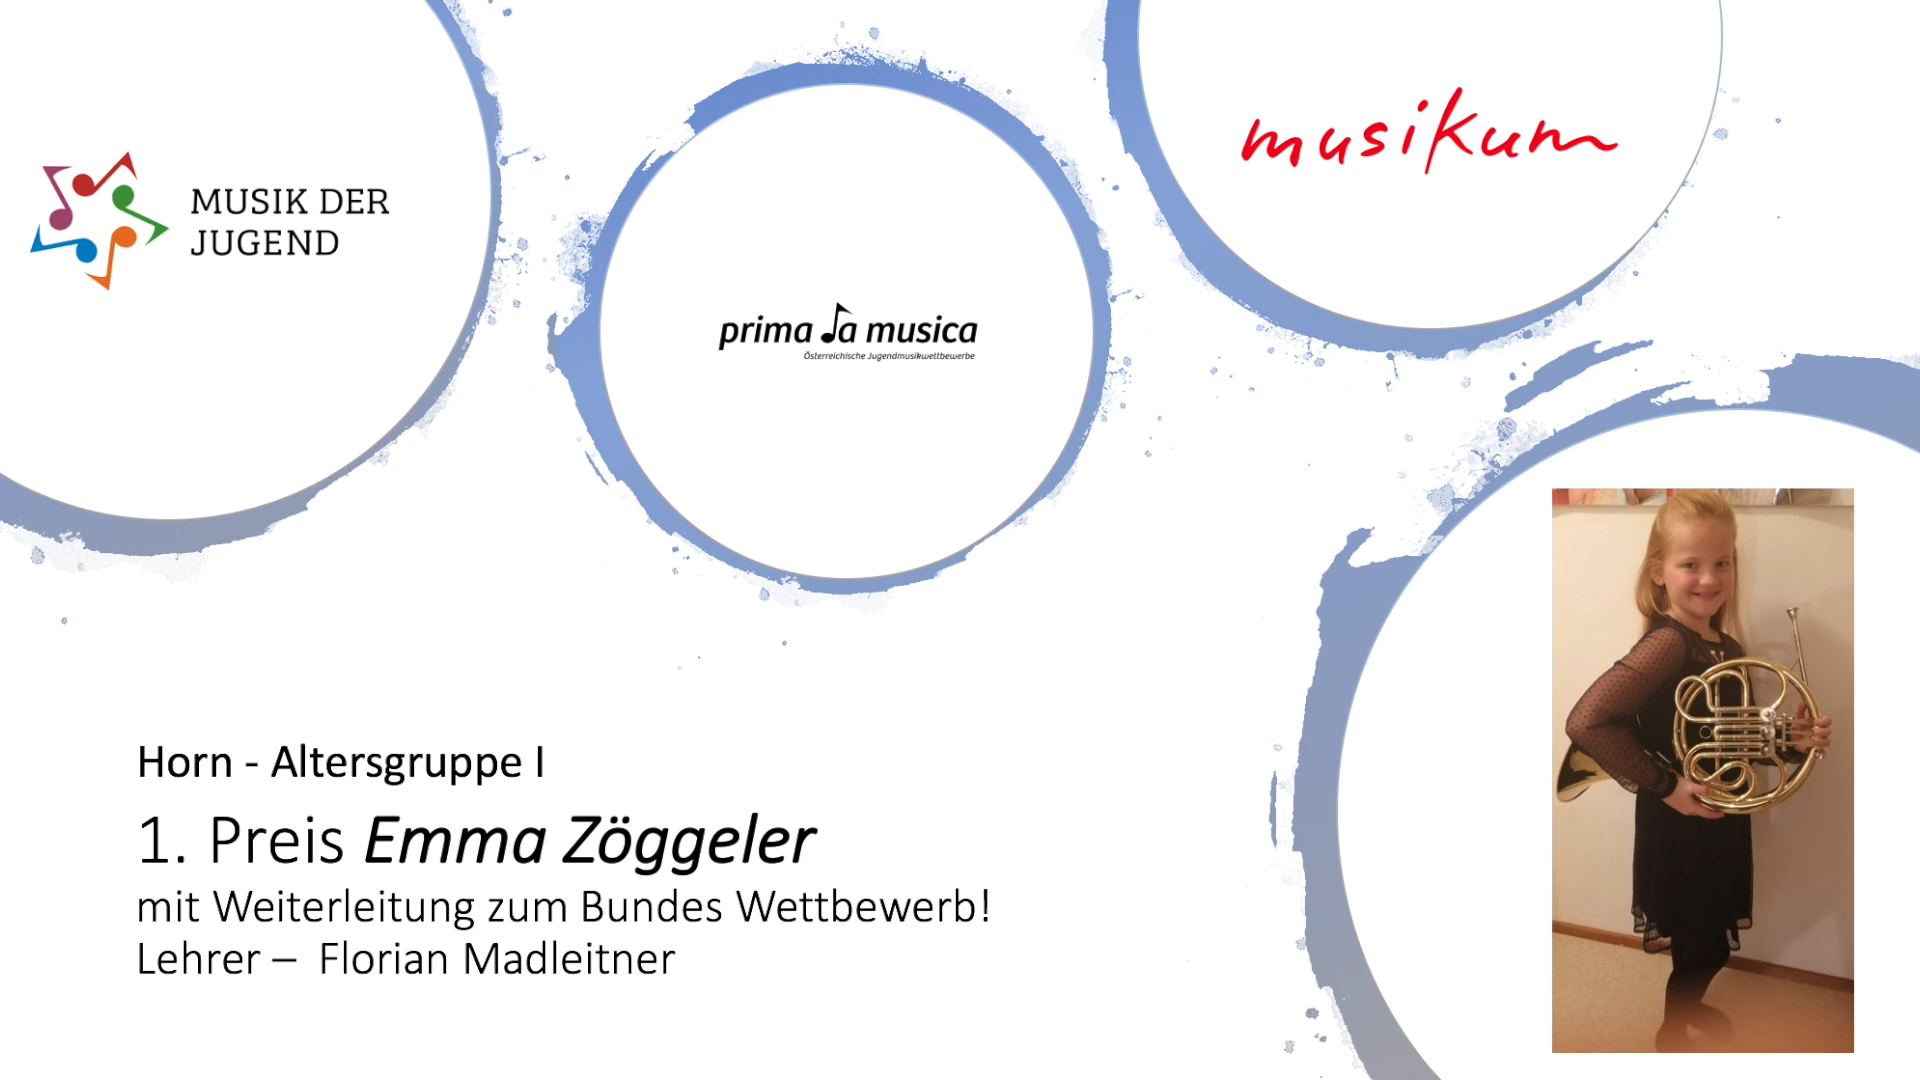 MUSIK DER
JUGEND
prima la musica
Österreichische Jugendmusikwettbewerbe
musikum
Horn - Altersgruppe I
1. Preis Emma Zöggeler
mit Weiterleitung zum Bundes Wettbewerb!
Lehrer – Florian Madleitner